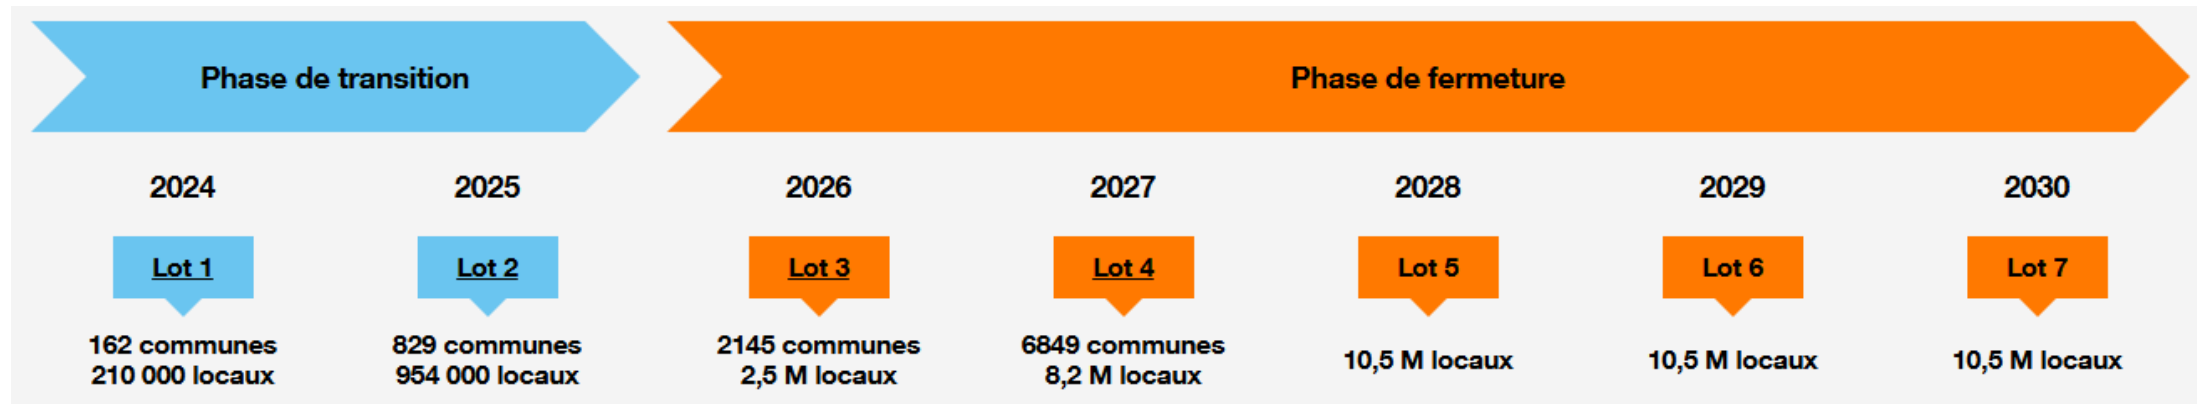 Phase de transition
Phase de fermeture
2024
2025
2026
2027
2028
2029
2030
Lot 1
Lot 2
Lot 3
Lot 4
Lot 5
Lot 6
Lot 7
162 communes
210 000 locaux
829 communes
954 000 locaux
2145 communes
2,5 M locaux
6849 communes
8,2 M locaux
10,5 M locaux
10,5 M locaux
10,5 M locaux